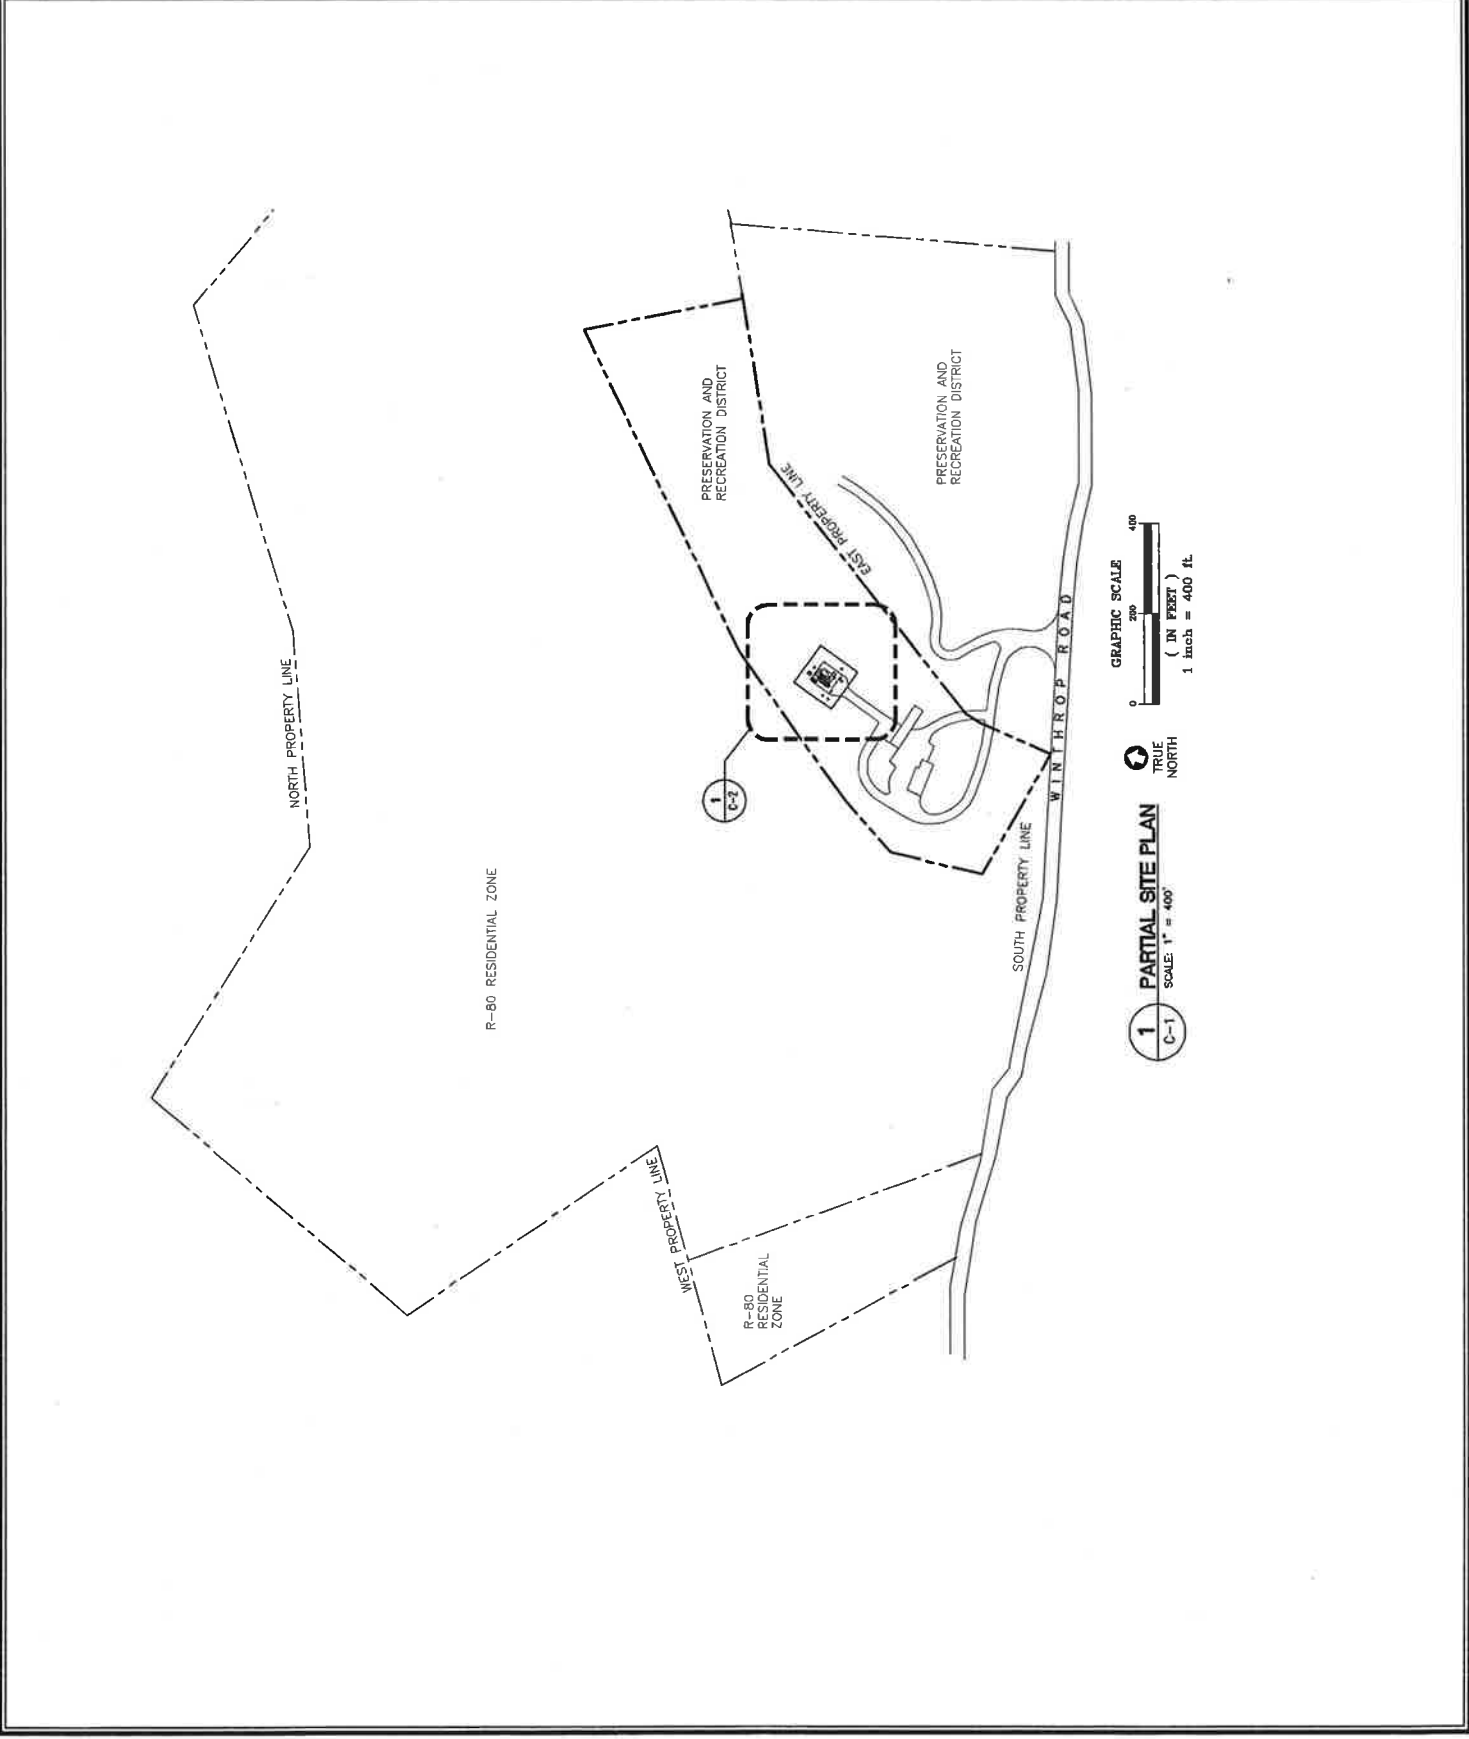 NORTH PROPERTY LINE
R-80 RESIDENTIAL ZONE
WEST PROPERTY LINE
R-80
RESIDENTIAL
ZONE
1
C-2
PRESERVATION AND
RECREATION DISTRICT
EAST PROPERTY LINE
PRESERVATION AND
RECREATION DISTRICT
SOUTH PROPERTY LINE
WINTHROP ROAD
1
C-1
PARTIAL SITE PLAN
SCALE: 1" = 400'
TRUE
NORTH
GRAPHIC SCALE
0 200 400
( IN FEET )
1 inch = 400 ft.